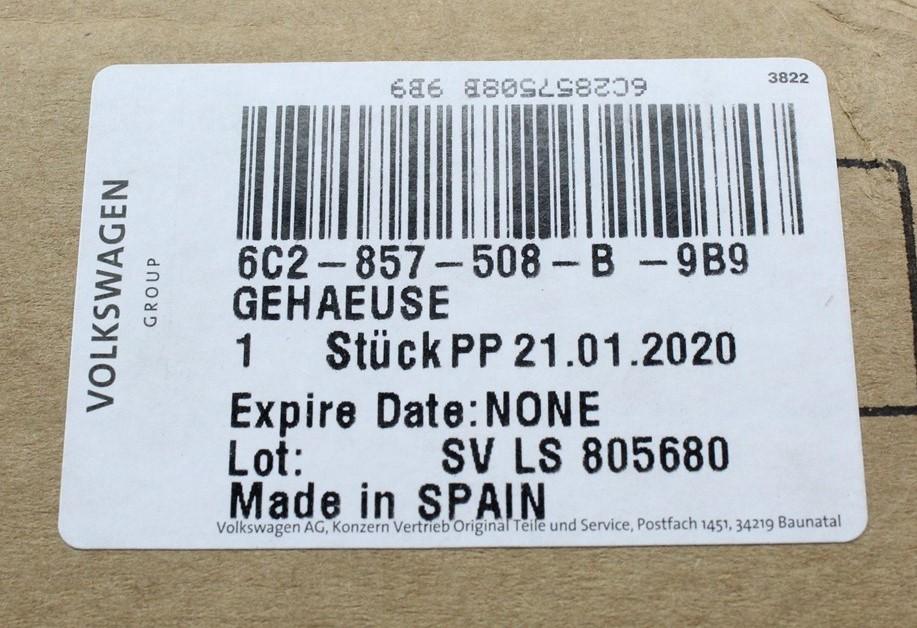 3822
6C2857508B 9B9
VOLKSWAGEN
GROUP
6C2-857-508-B -9B9
GEHAEUSE
1 Stück PP 21.01.2020
Expire Date:NONE
Lot: SV LS 805680
Made in SPAIN
Volkswagen AG, Konzern Vertrieb Original Teile und Service, Postfach 1451, 34219 Baunatal